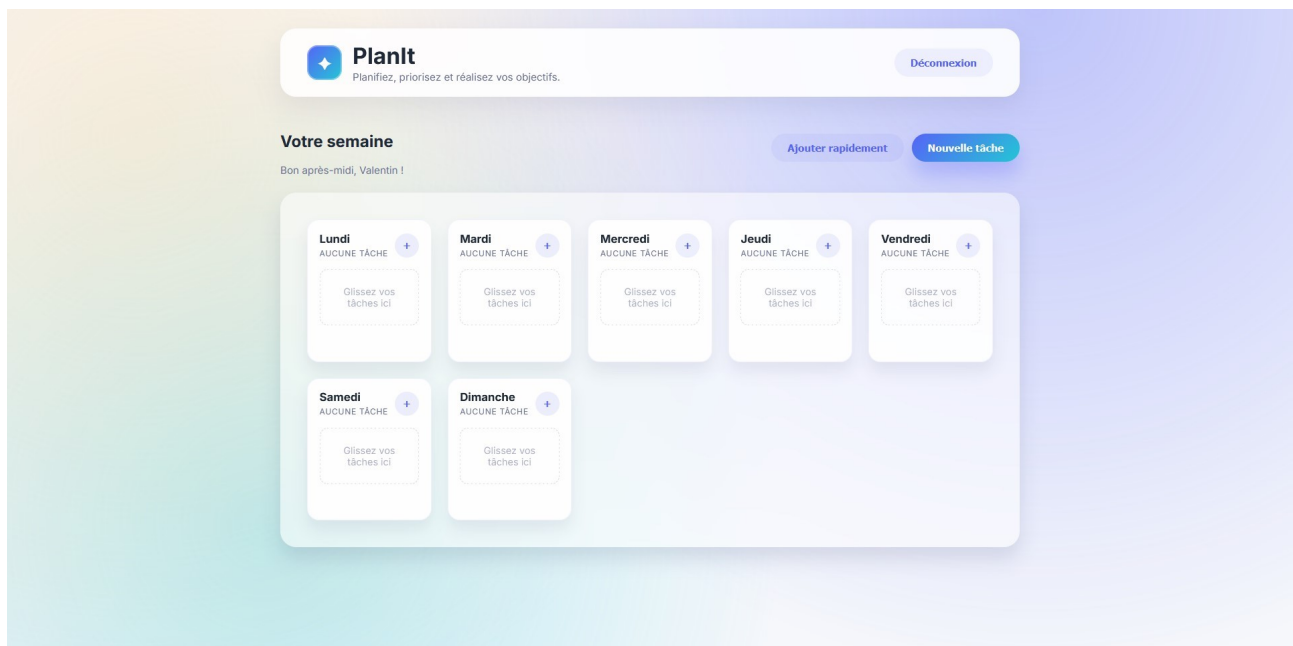 PlanIt
Planifiez, priorisez et réalisez vos objectifs.
Déconnexion
Votre semaine
Bon après-midi, Valentin !
Ajouter rapidement
Nouvelle tâche
Lundi
AUCUNE TÂCHE
+
Glissez vos
tâches ici
Mardi
AUCUNE TÂCHE
+
Glissez vos
tâches ici
Mercredi
AUCUNE TÂCHE
+
Glissez vos
tâches ici
Jeudi
AUCUNE TÂCHE
+
Glissez vos
tâches ici
Vendredi
AUCUNE TÂCHE
+
Glissez vos
tâches ici
Samedi
AUCUNE TÂCHE
+
Glissez vos
tâches ici
Dimanche
AUCUNE TÂCHE
+
Glissez vos
tâches ici